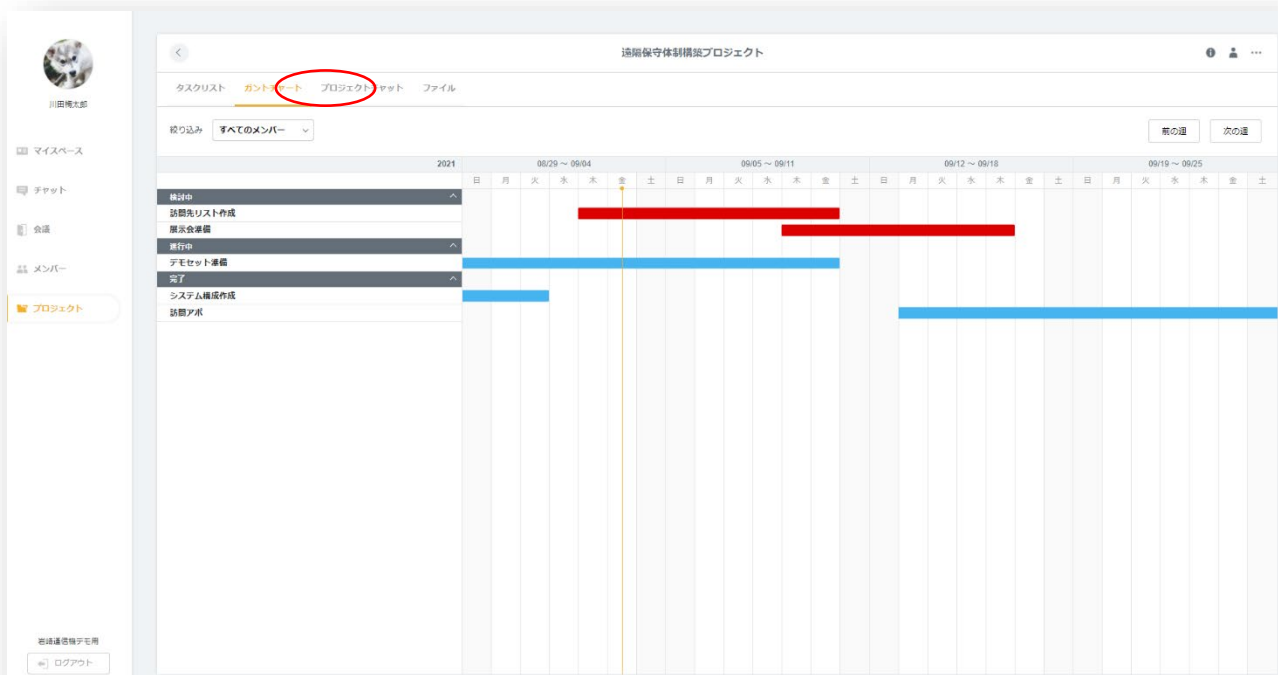 遠隔保守体制構築プロジェクト
川田楓太郎
マイスペース
チャット
会議
メンバー
プロジェクト
タスクリスト ガントチャート プロジェクトチャット ファイル
絞り込み すべてのメンバー 前の週 次の週
2021 08/29 ～ 09/04 09/05 ～ 09/11 09/12 ～ 09/18 09/19 ～ 09/25
日 月 火 水 木 金 土 日 月 火 水 木 金 土 日 月 火 水 木 金 土 日 月 火 水 木 金 土
検討中
訪問先リスト作成
展示会準備
進行中
デモセット準備
完了
システム構成作成
訪問アポ
岩崎通信機デモ用
ログアウト